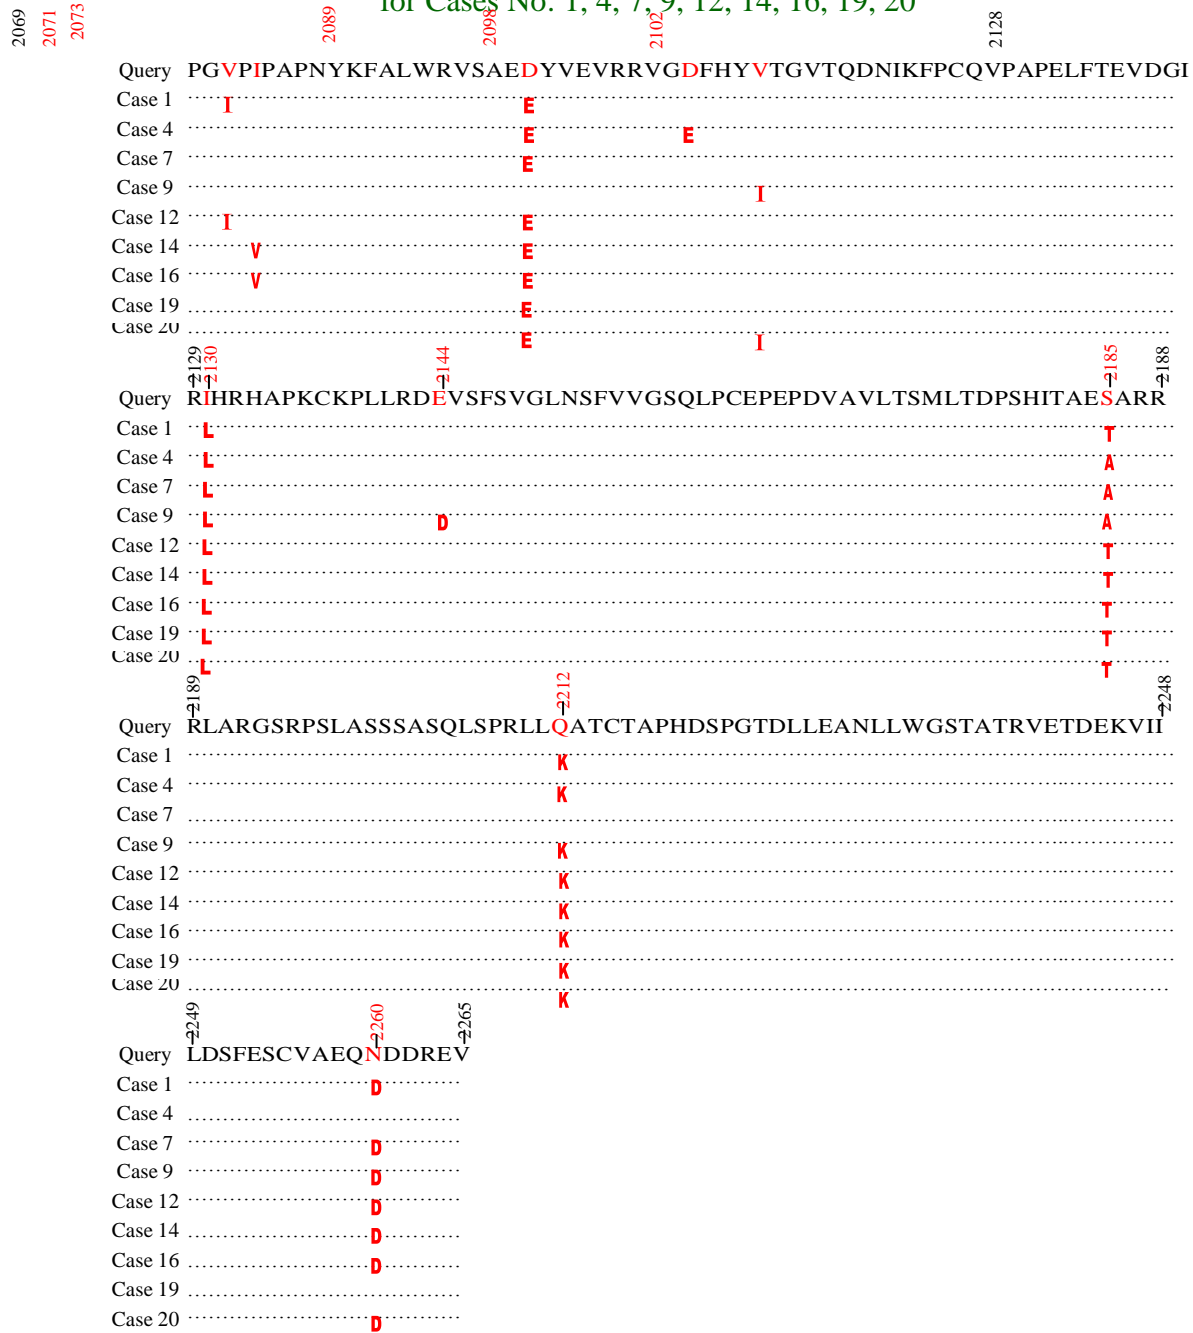 for Cases No: 1, 4, 7, 9, 12, 14, 16, 19, 20
2069 2071 2073 2089 2098 2102 2128
Query PGVPIPAPNYKFALWRVSAEDYVEVRRVGDFHYVTGVTQDNIKFPCQVPAPELFTEVDGI
Case 1 I E
Case 4 E E
Case 7 E
Case 9 I
Case 12 I E
Case 14 V E
Case 16 V E
Case 19 E
Case 20 E I
2129 2130 2144 2185 2188
Query RIHRHAPKCKPLLRDEVSFSVGLNSFVVGSQLPCEPEPDVAVLTSMLTDPSHITAESARR
Case 1 L T
Case 4 L A
Case 7 L A
Case 9 L D A
Case 12 L T
Case 14 L T
Case 16 L T
Case 19 L T
Case 20 L T
2189 2212 2248
Query RLARGSRPSLASSSASQLSPRLLQATCTAPHDSPGTDLLEANLLWGSTATRVETDEKVII
Case 1 K
Case 4 K
Case 7
Case 9 K
Case 12 K
Case 14 K
Case 16 K
Case 19 K
Case 20 K
2249 2260 2265
Query LDSFESCVAEQNDDREV
Case 1 D
Case 4
Case 7 D
Case 9 D
Case 12 D
Case 14 D
Case 16 D
Case 19
Case 20 D